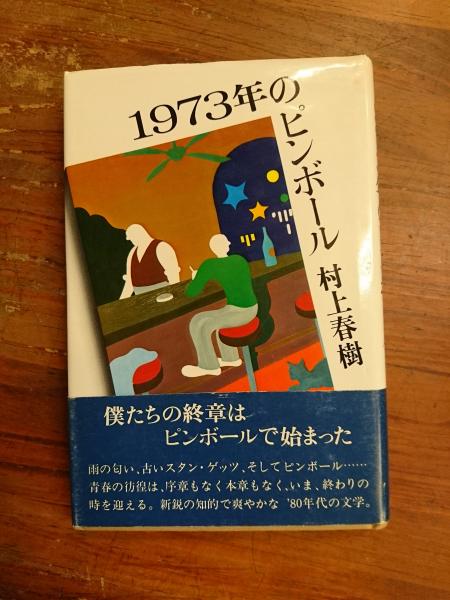 1973年のピンボール
村上春樹
僕たちの終章は
ピンボールで始まった
雨の匂い、古いスタン・ゲッツ、そしてピンボール……
青春の彷徨は、序章もなく本章もなく、いま、終わりの
時を迎える。新鋭の知的で爽やかな '80年代の文学。